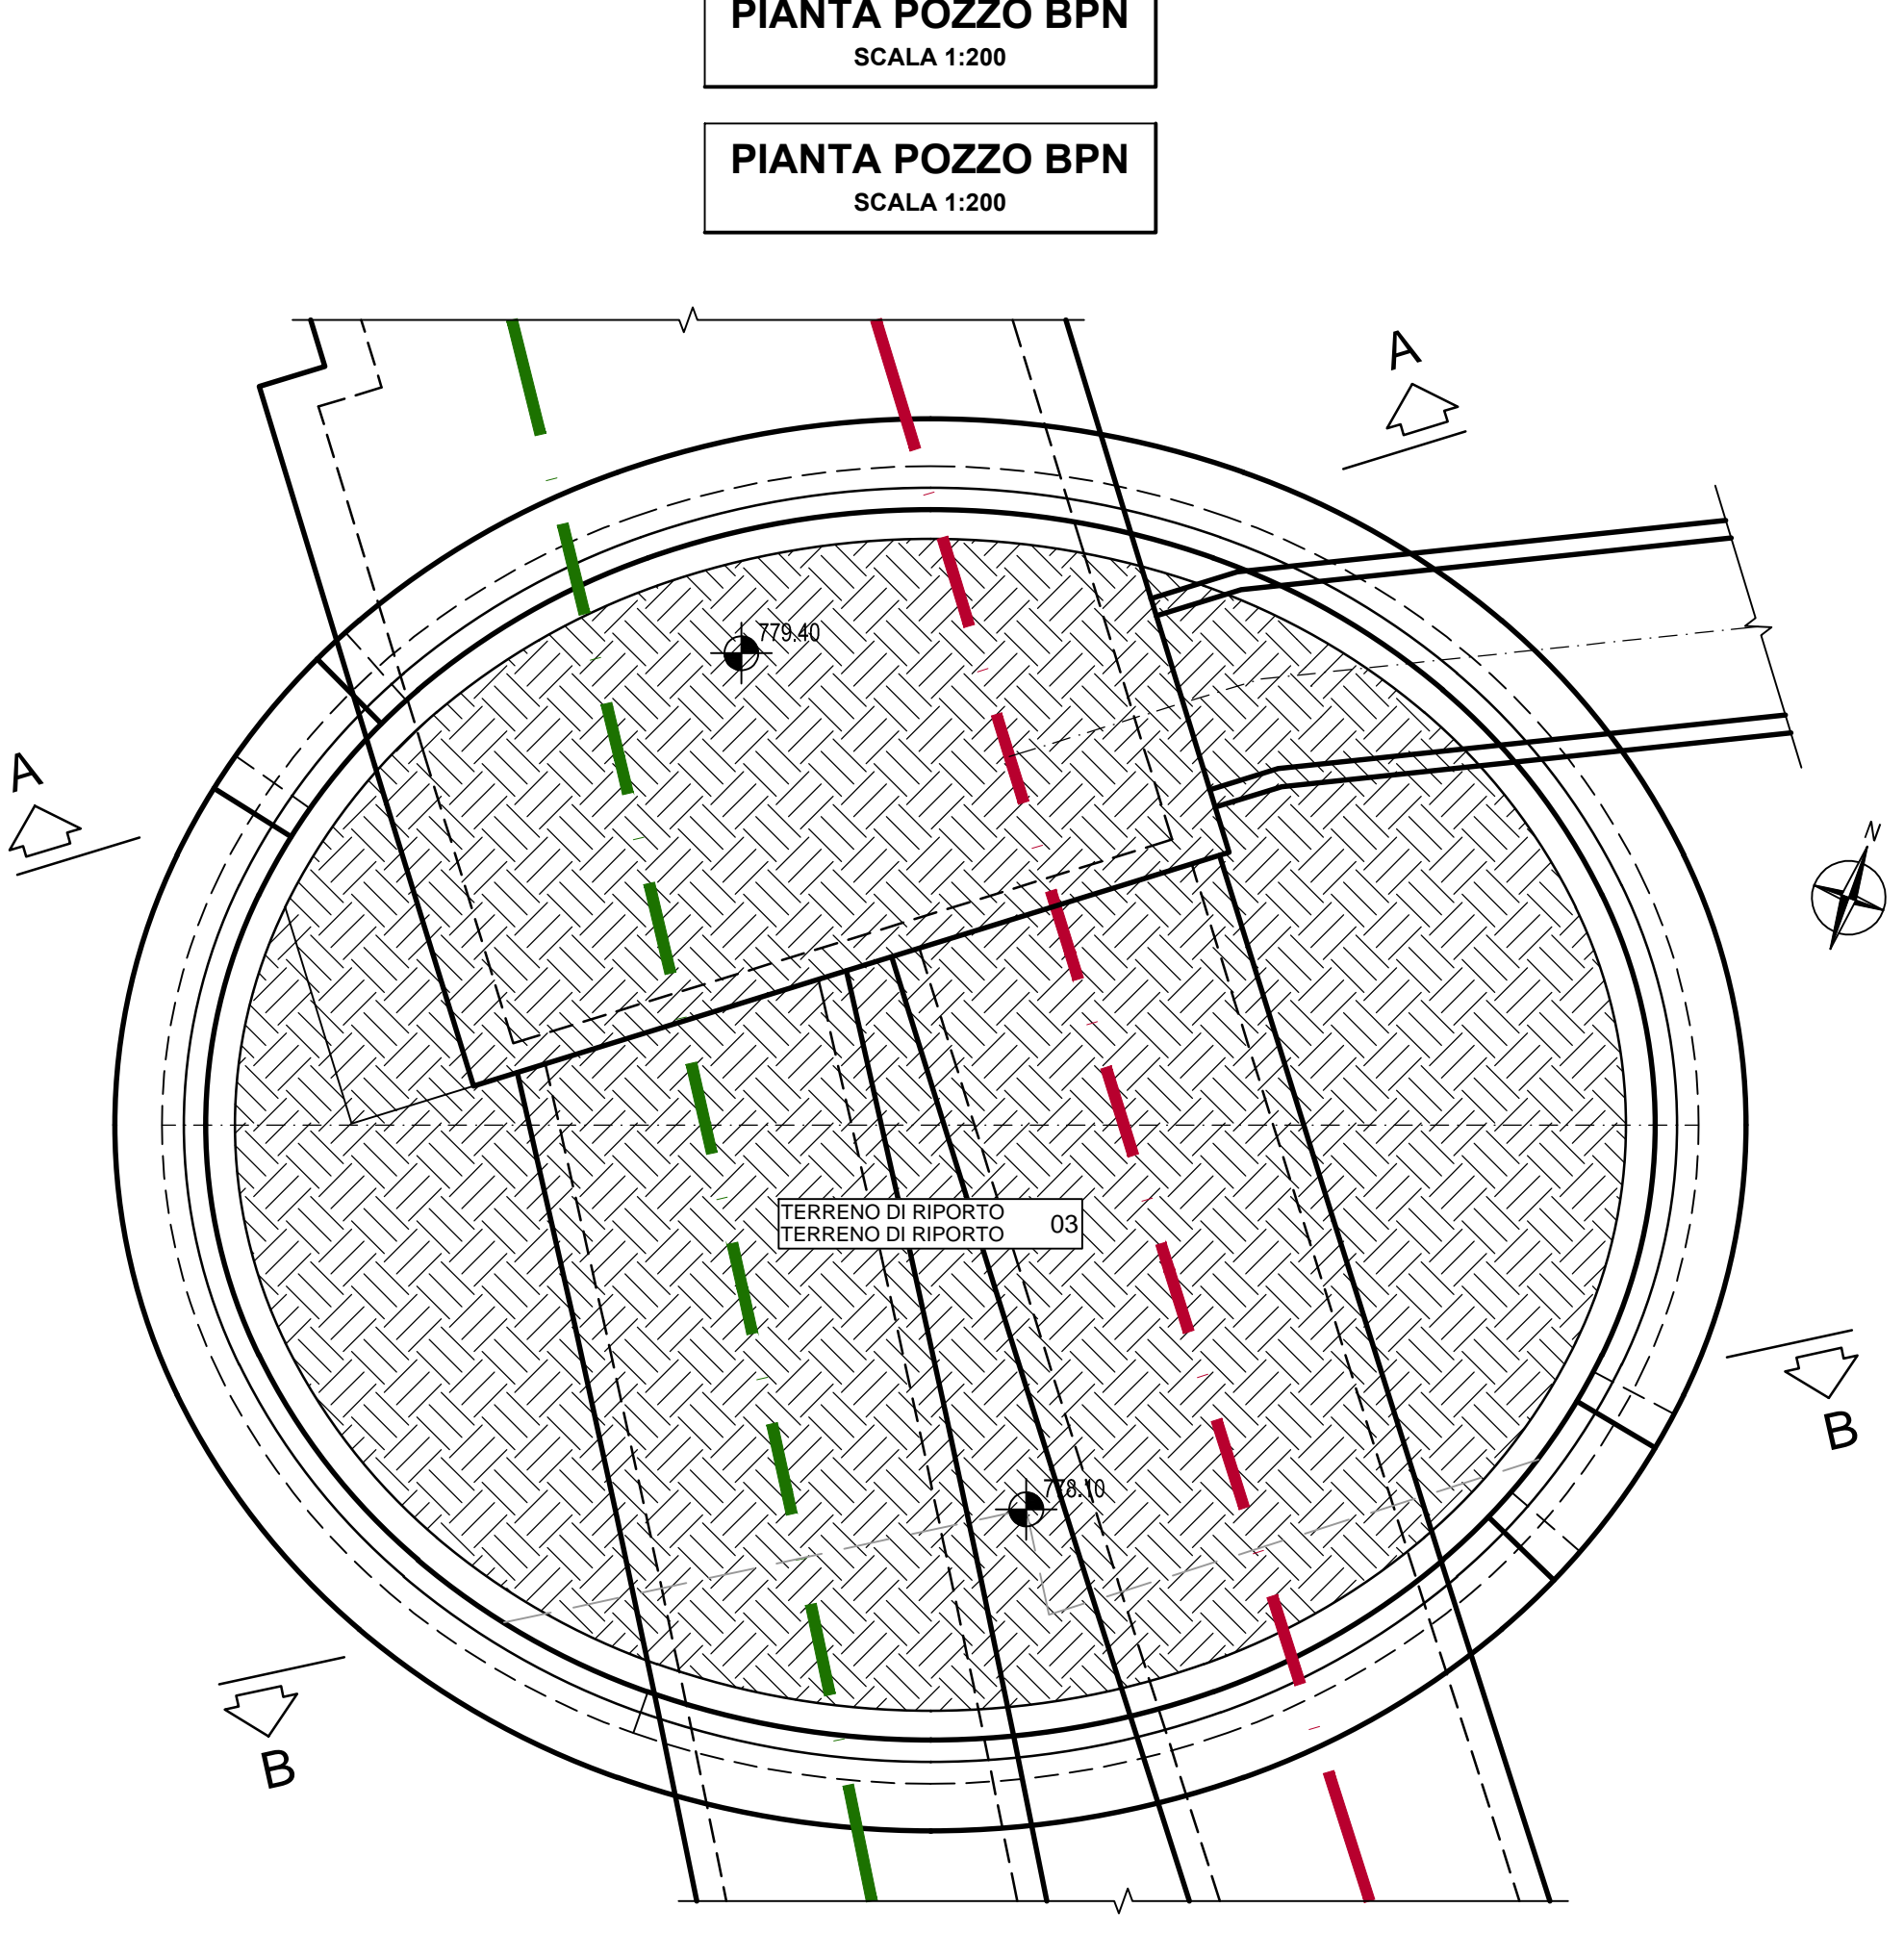 PIANTA POZZO BPN
SCALA 1:200
PIANTA POZZO BPN
SCALA 1:200
A
779.40
A
N
TERRENO DI RIPORTO
TERRENO DI RIPORTO
03
B
778.10
B